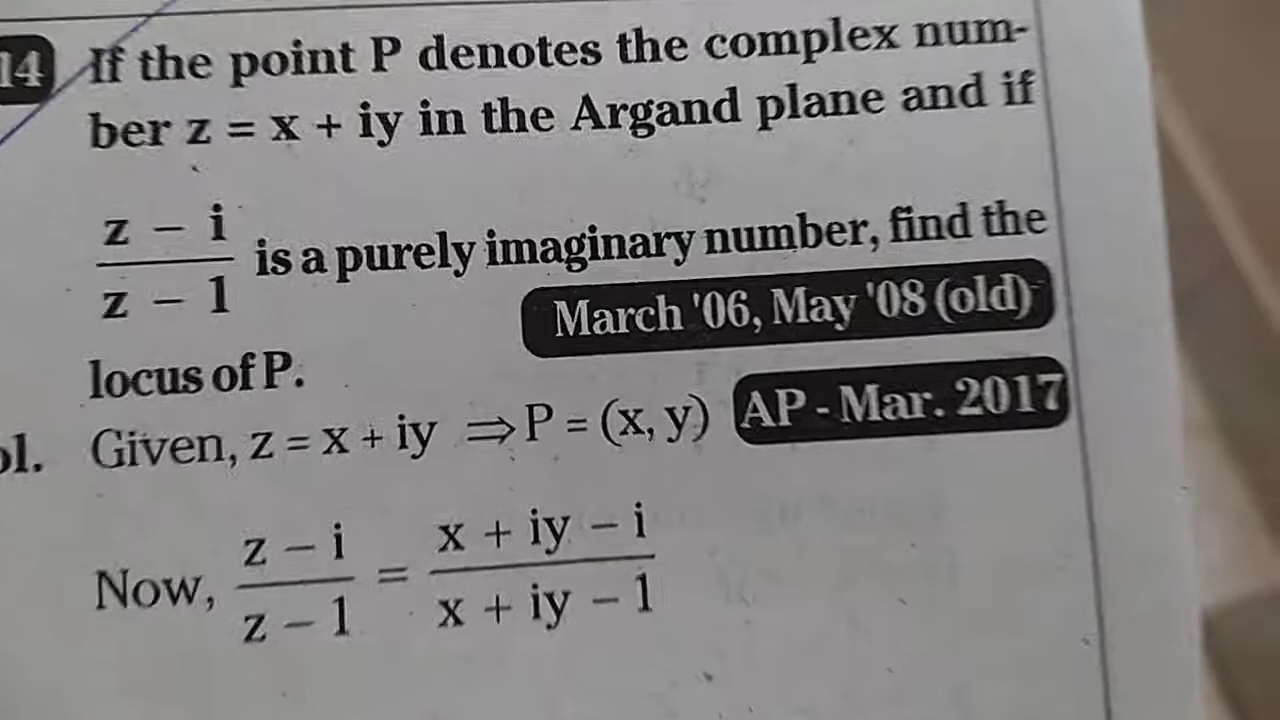 14 If the point P denotes the complex num-
ber z = x + iy in the Argand plane and if
z – i
is a purely imaginary number, find the
z – 1
March '06, May '08 (old)
locus of P.
AP - Mar. 2017
ol. Given, z = x + iy ⇒ P = (x, y)
Now, z – i / z – 1 = x + iy – i / x + iy – 1